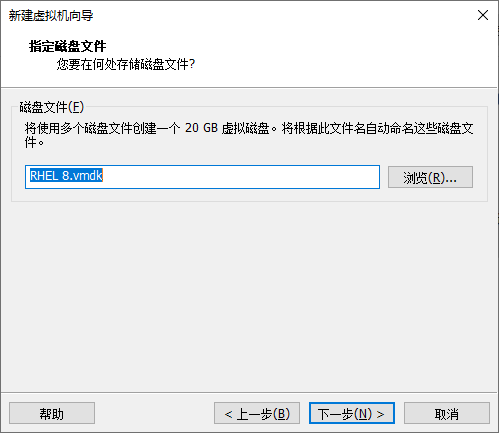 新建虚拟机向导
指定磁盘文件
您要在何处存储磁盘文件?
磁盘文件(F)
将使用多个磁盘文件创建一个 20 GB 虚拟磁盘。将根据此文件名自动命名这些磁盘文
件。
RHEL 8.vmdk
浏览(R)...
帮助
< 上一步(B)
下一步(N) >
取消